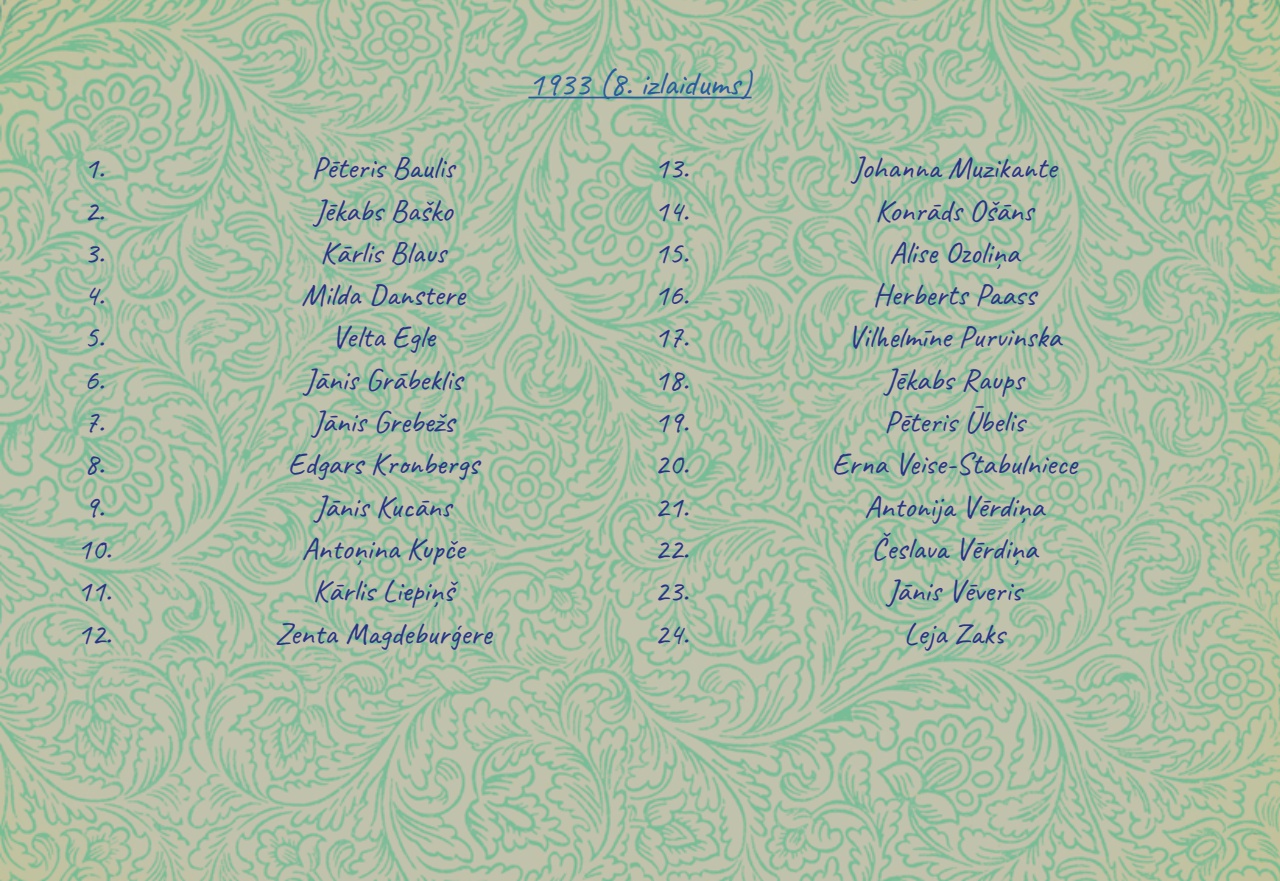 1933 (8. izlaidums)
1. Pēteris Baulis
2. Jēkabs Baško
3. Kārlis Blaus
4. Milda Danstere
5. Velta Egle
6. Jānis Grābeklis
7. Jānis Grebežs
8. Edgars Kronbergs
9. Jānis Kucāns
10. Antoņina Kupče
11. Kārlis Liepiņš
12. Zenta Magdeburģere
13. Johanna Muzikante
14. Konrāds Ošāns
15. Alise Ozoliņa
16. Herberts Paass
17. Vilhelmīne Purvinska
18. Jēkabs Raups
19. Pēteris Ūbelis
20. Erna Veise-Stabulniece
21. Antonija Vērdiņa
22. Česlava Vērdiņa
23. Jānis Vēveris
24. Leja Zaks